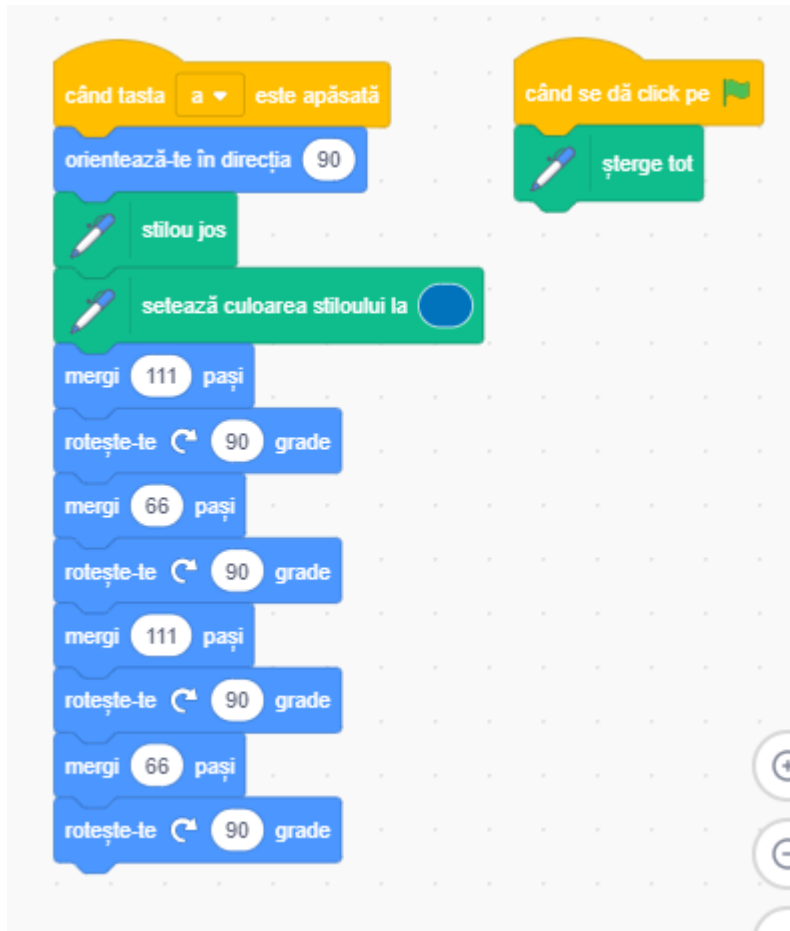 când tasta a este apăsată
orientează-te în direcția 90
stilou jos
setează culoarea stiloului la
mergi 111 pași
rotește-te 90 grade
mergi 66 pași
rotește-te 90 grade
mergi 111 pași
rotește-te 90 grade
mergi 66 pași
rotește-te 90 grade
când se dă click pe
șterge tot